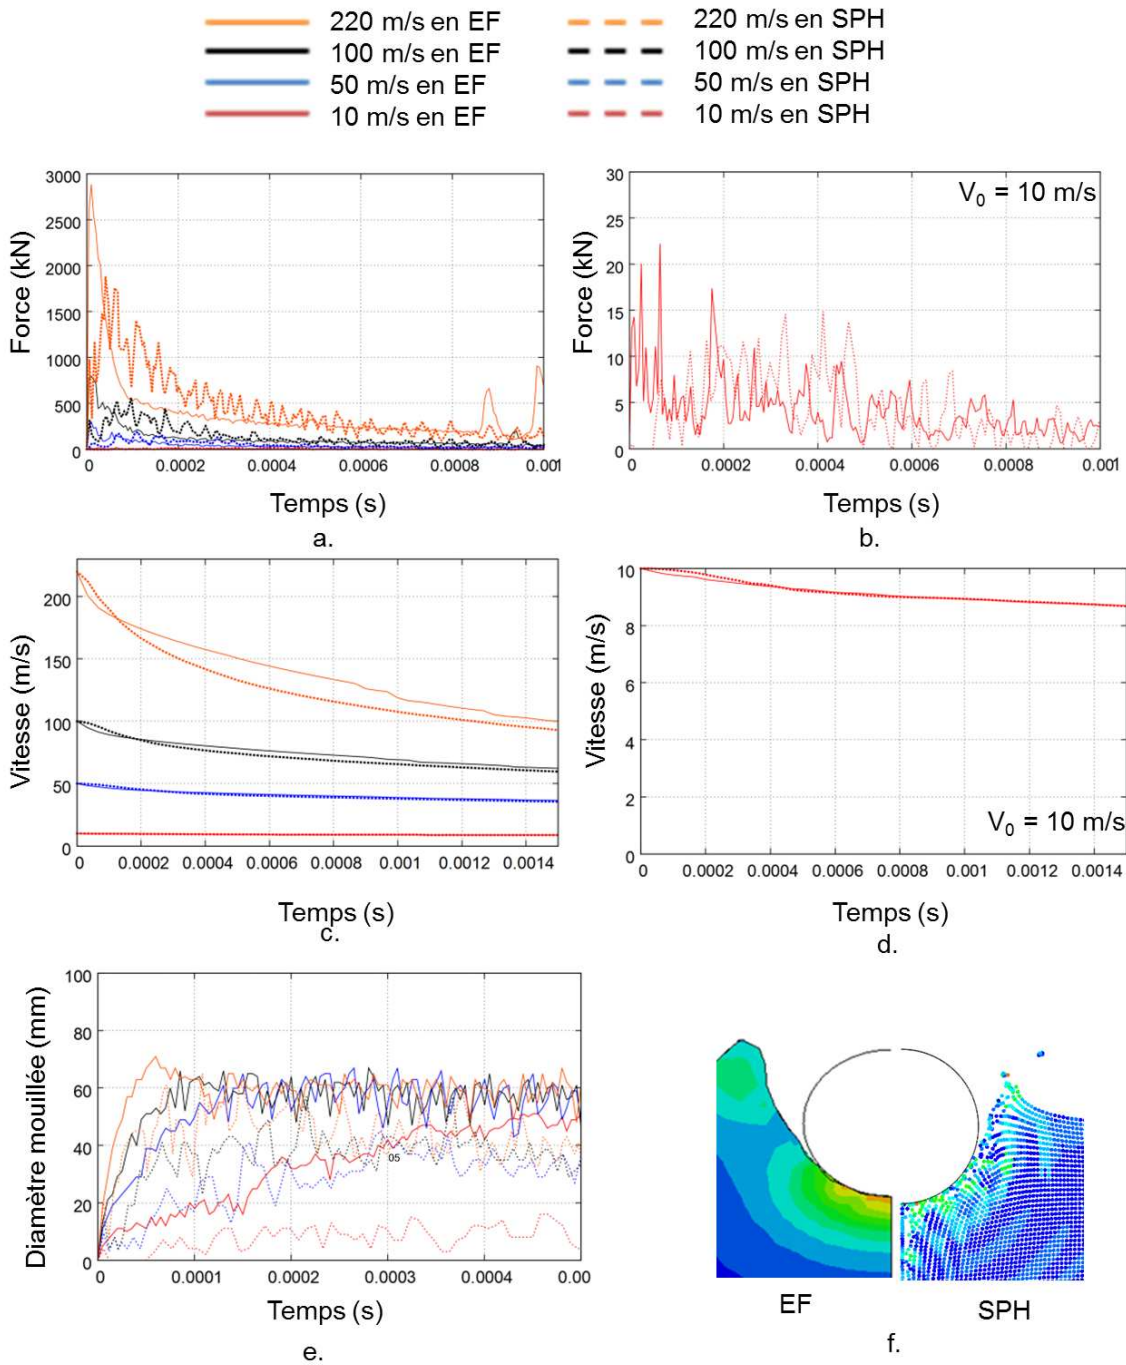 220 m/s en EF
220 m/s en SPH
100 m/s en EF
100 m/s en SPH
50 m/s en EF
50 m/s en SPH
10 m/s en EF
10 m/s en SPH
Force (kN)
3000
2500
2000
1500
1000
500
0
0 0.0002 0.0004 0.0006 0.0008 0.001
Temps (s)
a.
Force (kN)
30
25
20
15
10
5
0
V0 = 10 m/s
0 0.0002 0.0004 0.0006 0.0008 0.001
Temps (s)
b.
Vitesse (m/s)
200
150
100
50
0
0 0.0002 0.0004 0.0006 0.0008 0.001 0.0012 0.0014
Temps (s)
c.
Vitesse (m/s)
10
8
6
4
2
0
V0 = 10 m/s
0 0.0002 0.0004 0.0006 0.0008 0.001 0.0012 0.0014
Temps (s)
d.
Diamètre mouillée (mm)
100
80
60
40
20
0
05
0 0.0001 0.0002 0.0003 0.0004 0.00
Temps (s)
e.
EF
SPH
f.